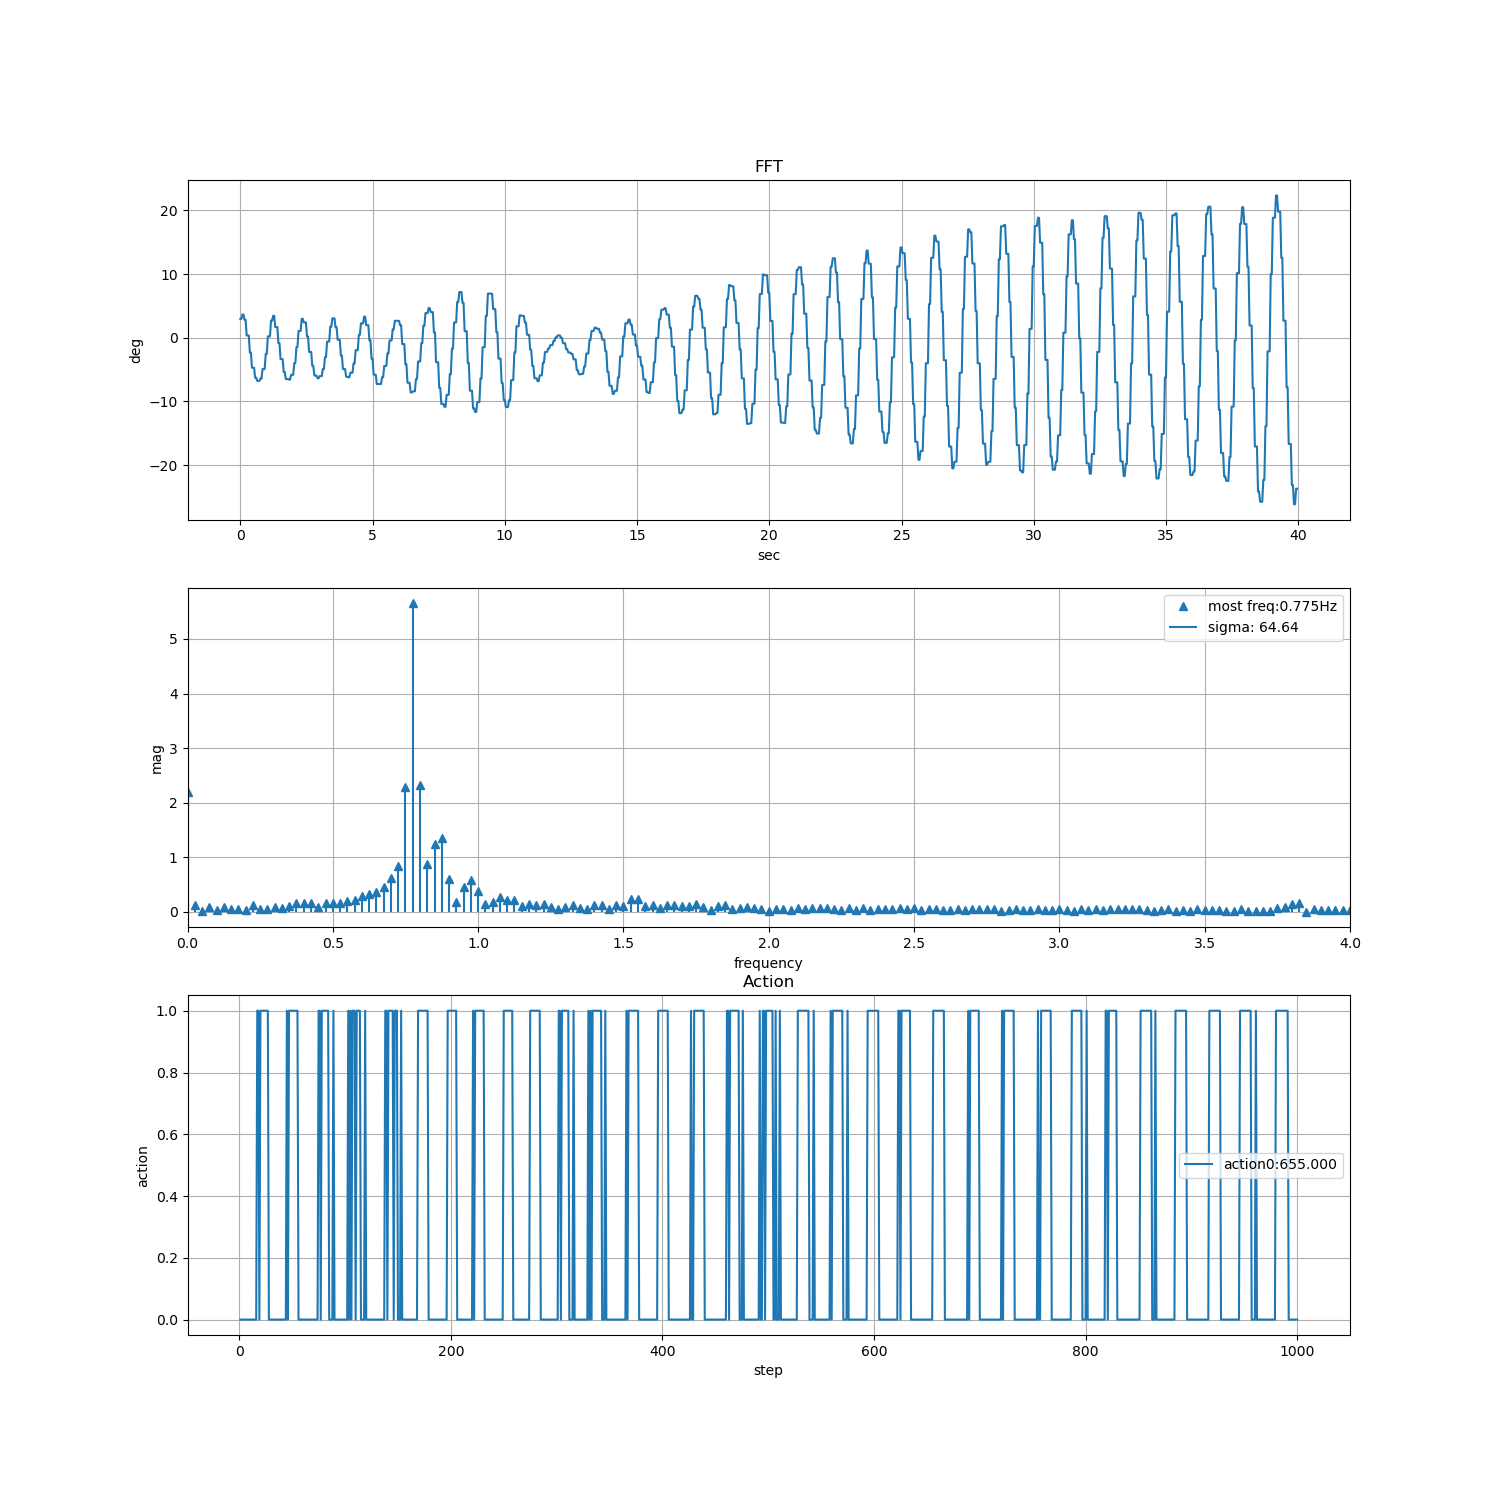 FFT
20
10
0
−10
−20
deg
0 5 10 15 20 25 30 35 40
sec
most freq:0.775Hz
sigma: 64.64
5
4
3
2
1
0
mag
0.0 0.5 1.0 1.5 2.0 2.5 3.0 3.5 4.0
frequency
Action
1.0
0.8
0.6
0.4
0.2
0.0
action
action0:655.000
0 200 400 600 800 1000
step